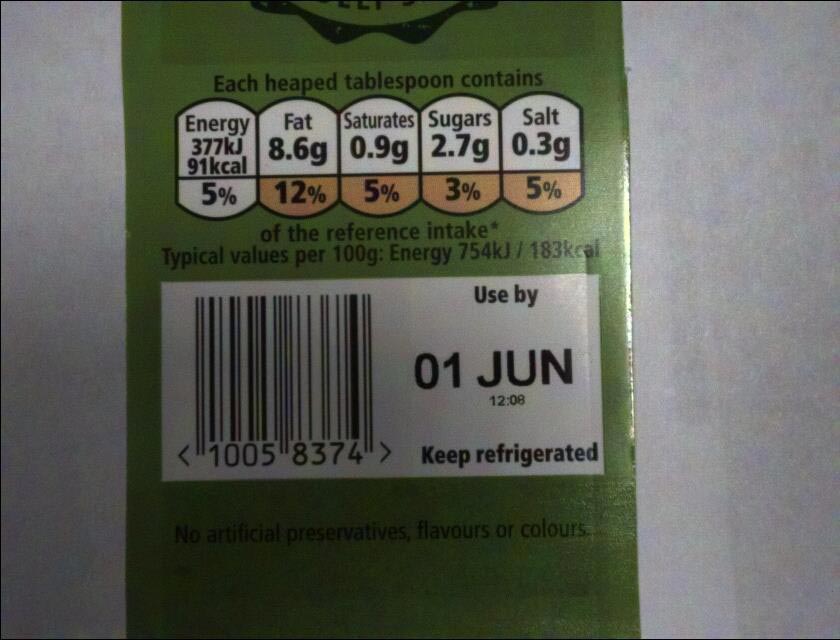 Each heaped tablespoon contains
Energy Fat Saturates Sugars Salt
377kJ 8.6g 0.9g 2.7g 0.3g
91kcal
5% 12% 5% 3% 5%
of the reference intake*
Typical values per 100g: Energy 754kJ / 183kcal
Use by
01 JUN
12:08
<1005 8374>
Keep refrigerated
No artificial preservatives, flavours or colours.